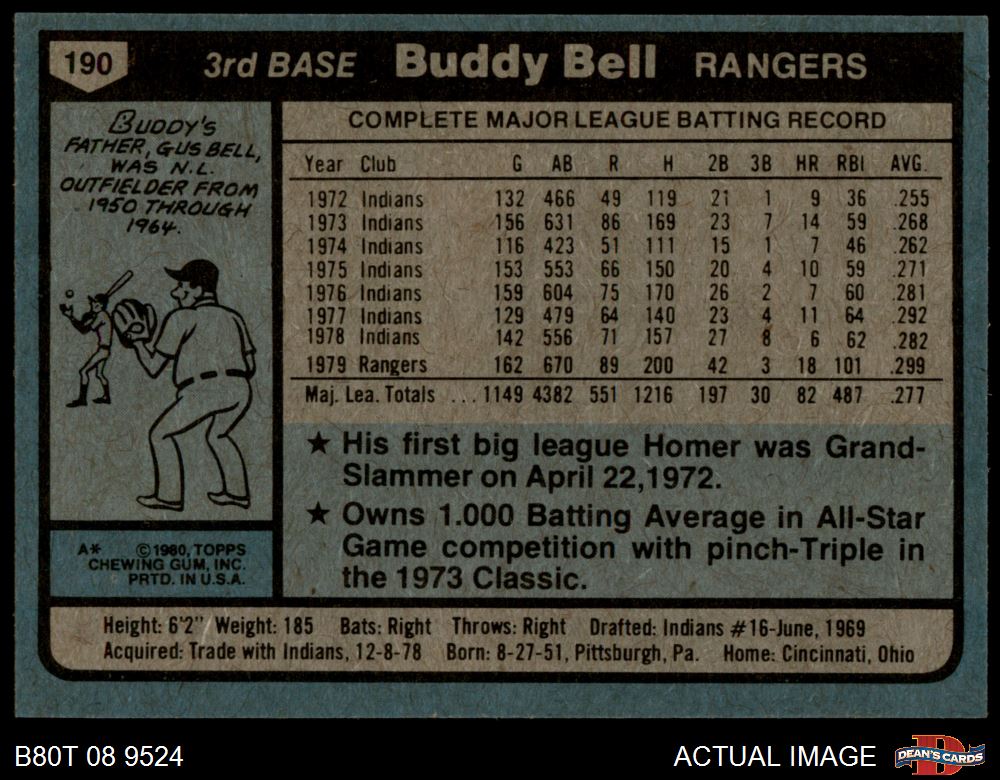 190 3rd BASE Buddy Bell RANGERS
BUDDY'S
FATHER, GUS BELL,
WAS N.L.
OUTFIELDER FROM
1950 THROUGH
1964.
COMPLETE MAJOR LEAGUE BATTING RECORD
Year Club G AB R H 2B 3B HR RBI AVG.
1972 Indians 132 466 49 119 21 1 9 36 .255
1973 Indians 156 631 86 169 23 7 14 59 .268
1974 Indians 116 423 51 111 15 1 7 46 .262
1975 Indians 153 553 66 150 20 4 10 59 .271
1976 Indians 159 604 75 170 26 2 7 60 .281
1977 Indians 129 479 64 140 23 4 11 64 .292
1978 Indians 142 556 71 157 27 8 6 62 .282
1979 Rangers 162 670 89 200 42 3 18 101 .299
Maj. Lea. Totals ... 1149 4382 551 1216 197 30 82 487 .277
★ His first big league Homer was Grand-
Slammer on April 22,1972.
★ Owns 1.000 Batting Average in All-Star
Game competition with pinch-Triple in
the 1973 Classic.
A* ©1980, TOPPS
CHEWING GUM, INC.
PRTD. IN U.S.A.
Height: 6'2" Weight: 185 Bats: Right Throws: Right Drafted: Indians #16-June, 1969
Acquired: Trade with Indians, 12-8-78 Born: 8-27-51, Pittsburgh, Pa. Home: Cincinnati, Ohio
B80T 08 9524 ACTUAL IMAGE DEAN'S CARDS